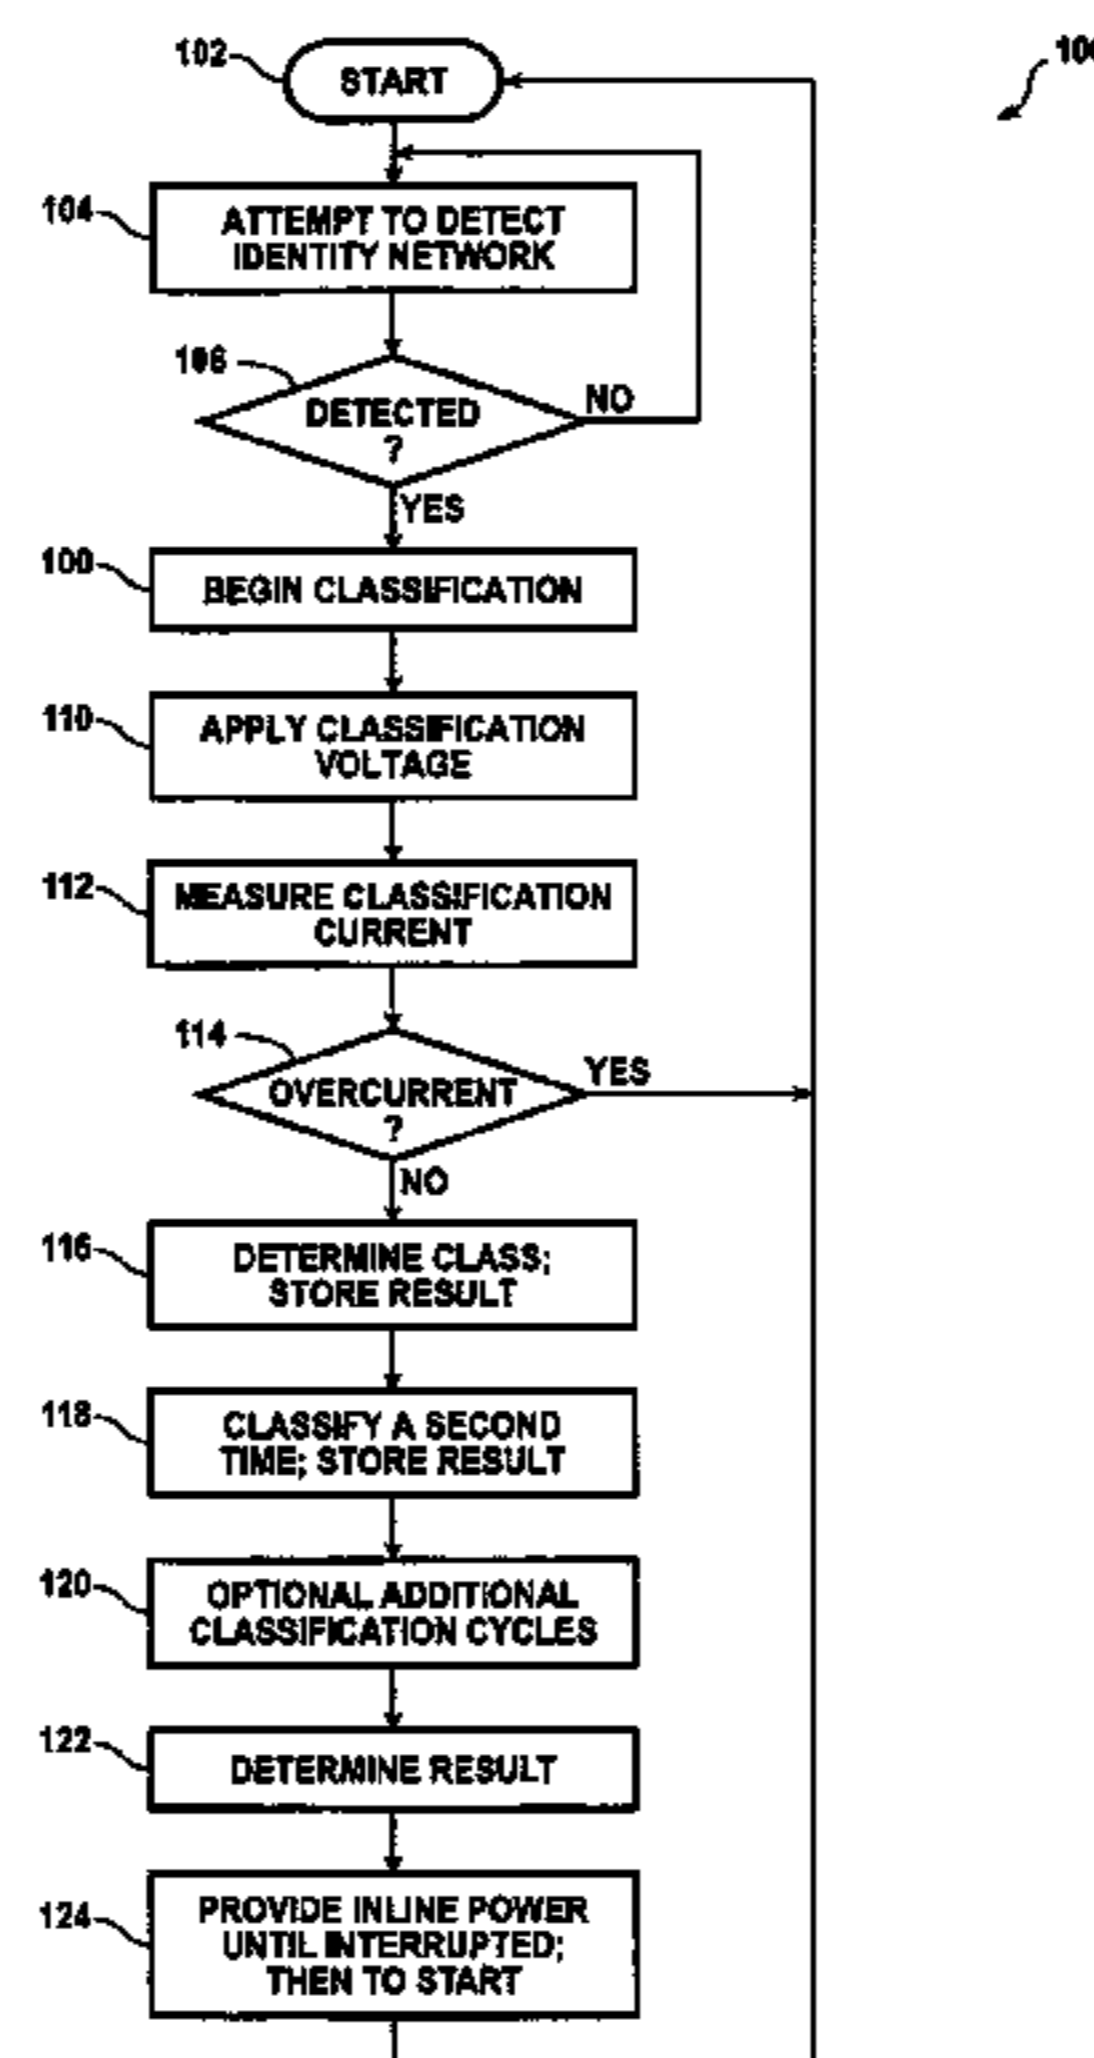 102
START
100
104
ATTEMPT TO DETECT
IDENTITY NETWORK
106
DETECTED
?
NO
YES
100
BEGIN CLASSIFICATION
110
APPLY CLASSIFICATION
VOLTAGE
112
MEASURE CLASSIFICATION
CURRENT
114
OVERCURRENT
?
YES
NO
116
DETERMINE CLASS;
STORE RESULT
118
CLASSIFY A SECOND
TIME; STORE RESULT
120
OPTIONAL ADDITIONAL
CLASSIFICATION CYCLES
122
DETERMINE RESULT
124
PROVIDE INLINE POWER
UNTIL INTERRUPTED;
THEN TO START